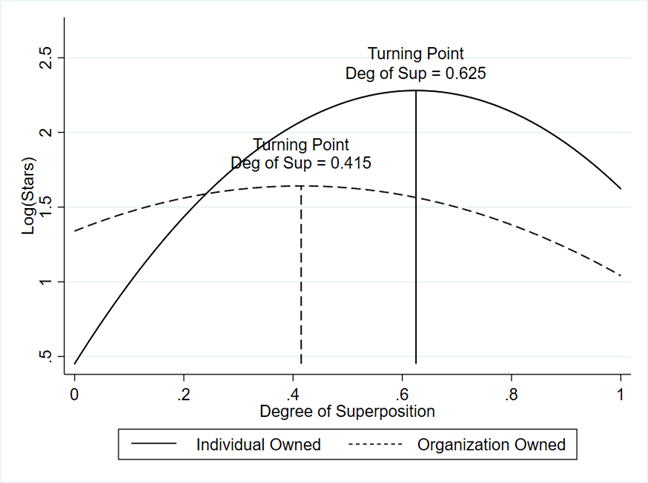 Turning Point
Deg of Sup = 0.625
Turning Point
Deg of Sup = 0.415
Log(Stars)
2.5
2
1.5
1
.5
0
.2
.4
.6
.8
1
Degree of Superposition
Individual Owned
Organization Owned